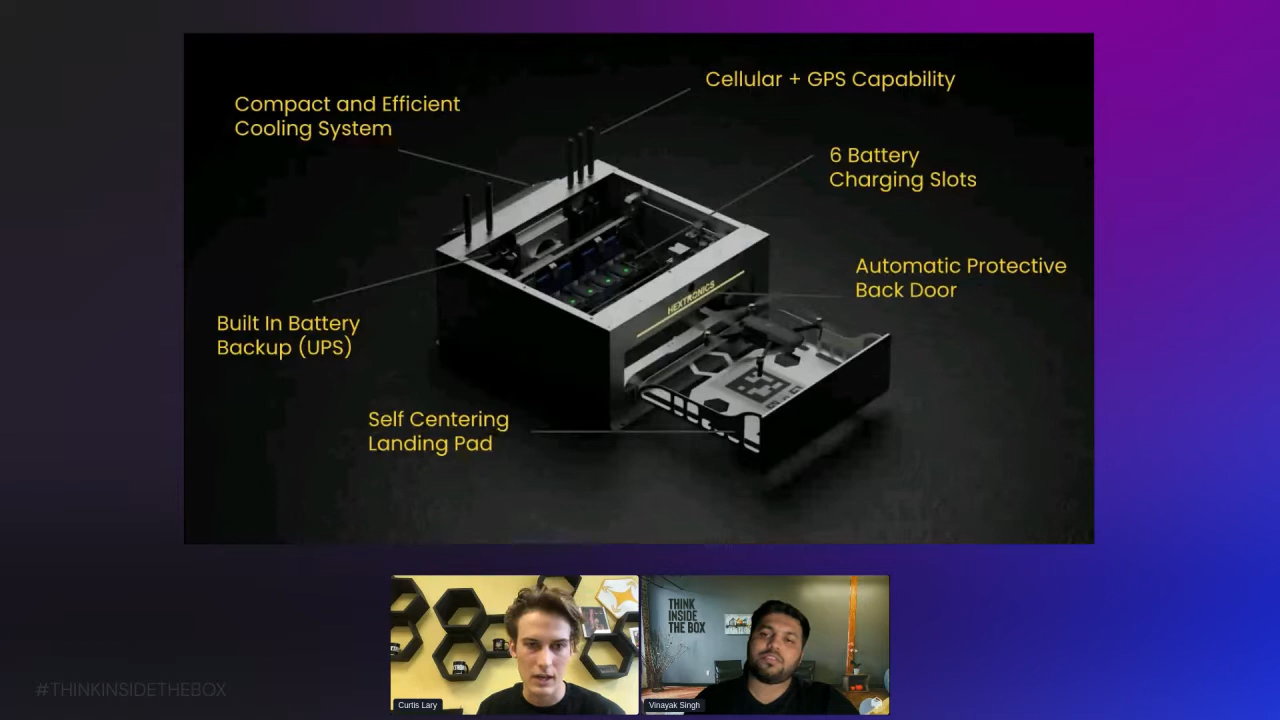 Cellular + GPS Capability
Compact and Efficient
Cooling System
6 Battery
Charging Slots
Automatic Protective
Back Door
HEXTRONICS
Built In Battery
Backup (UPS)
Self Centering
Landing Pad
THINK
INSIDE
THE BOX
#THINKINSIDETHEBOX
Curtis Lary
Vinayak Singh